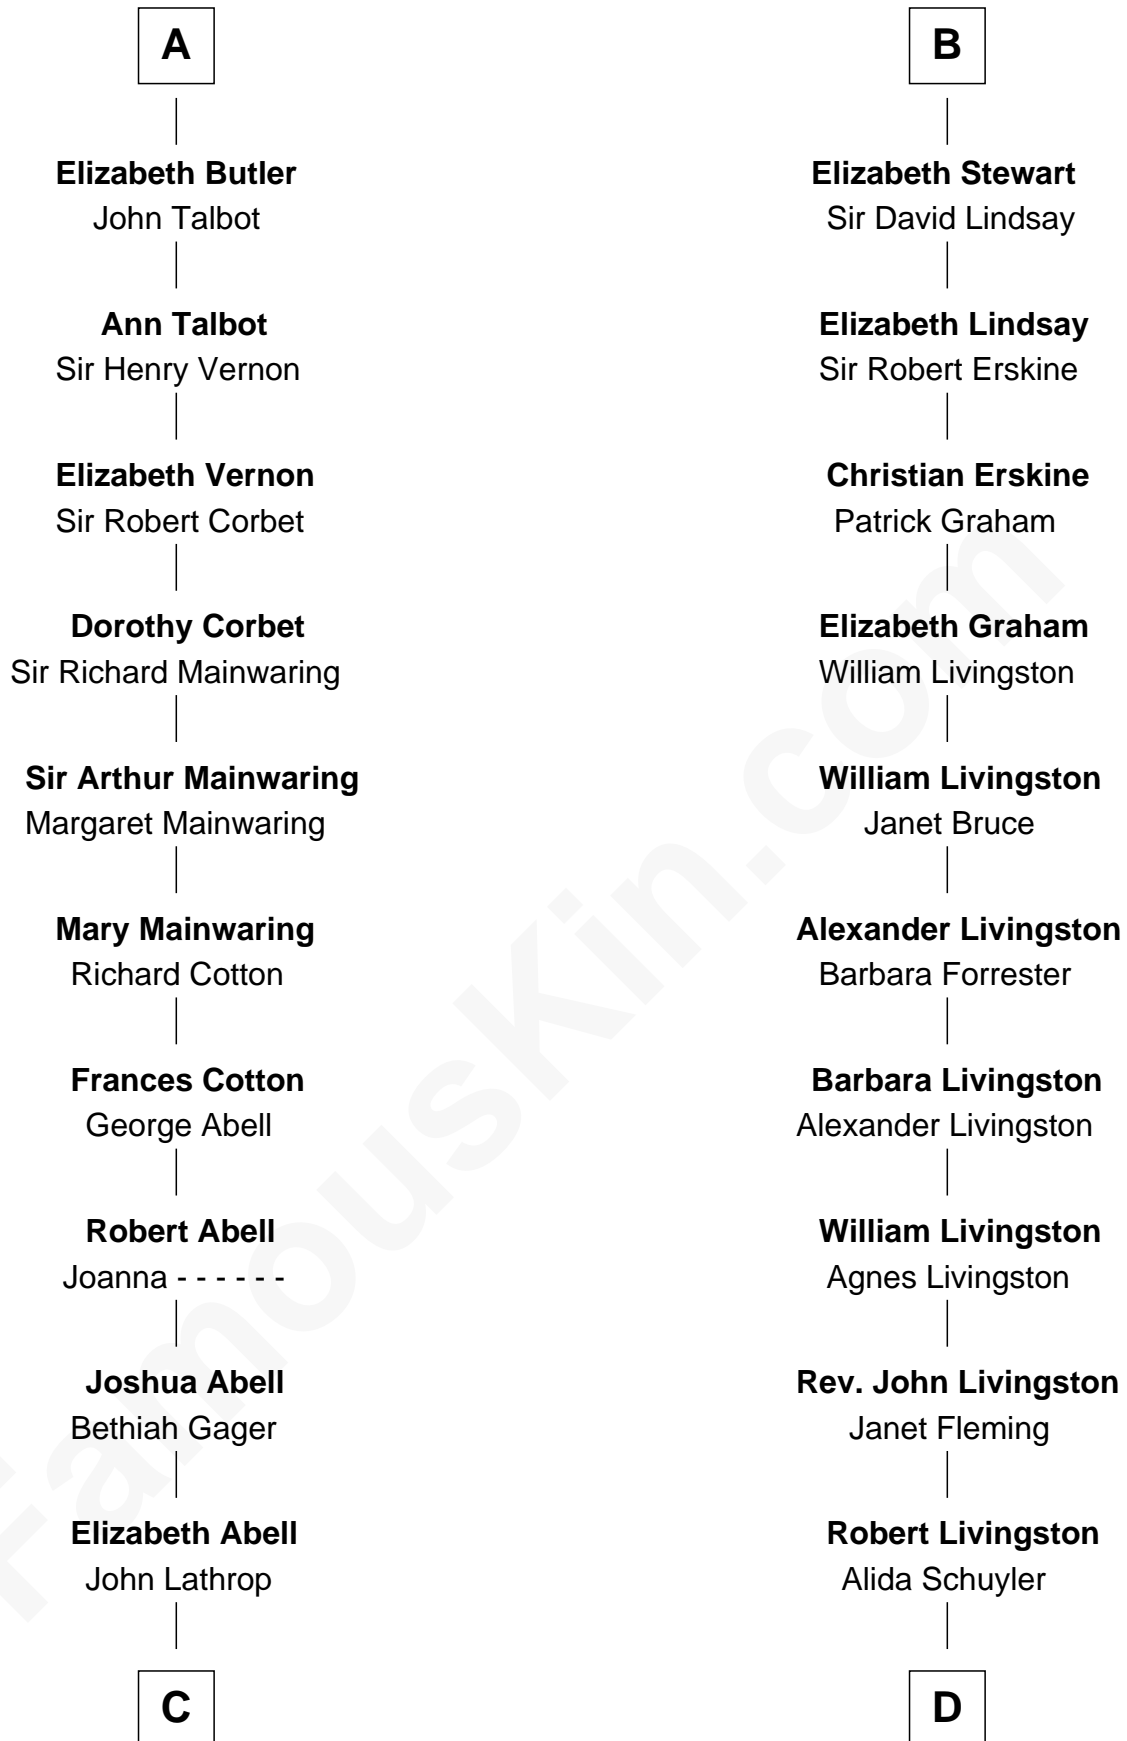 A
Elizabeth Butler
John Talbot
Ann Talbot
Sir Henry Vernon
Elizabeth Vernon
Sir Robert Corbet
Dorothy Corbet
Sir Richard Mainwaring
Sir Arthur Mainwaring
Margaret Mainwaring
Mary Mainwaring
Richard Cotton
Frances Cotton
George Abell
Robert Abell
Joanna - - - - - -
Joshua Abell
Bethiah Gager
Elizabeth Abell
John Lathrop
C
B
Elizabeth Stewart
Sir David Lindsay
Elizabeth Lindsay
Sir Robert Erskine
Christian Erskine
Patrick Graham
Elizabeth Graham
William Livingston
William Livingston
Janet Bruce
Alexander Livingston
Barbara Forrester
Barbara Livingston
Alexander Livingston
William Livingston
Agnes Livingston
Rev. John Livingston
Janet Fleming
Robert Livingston
Alida Schuyler
D
FamousKin.com